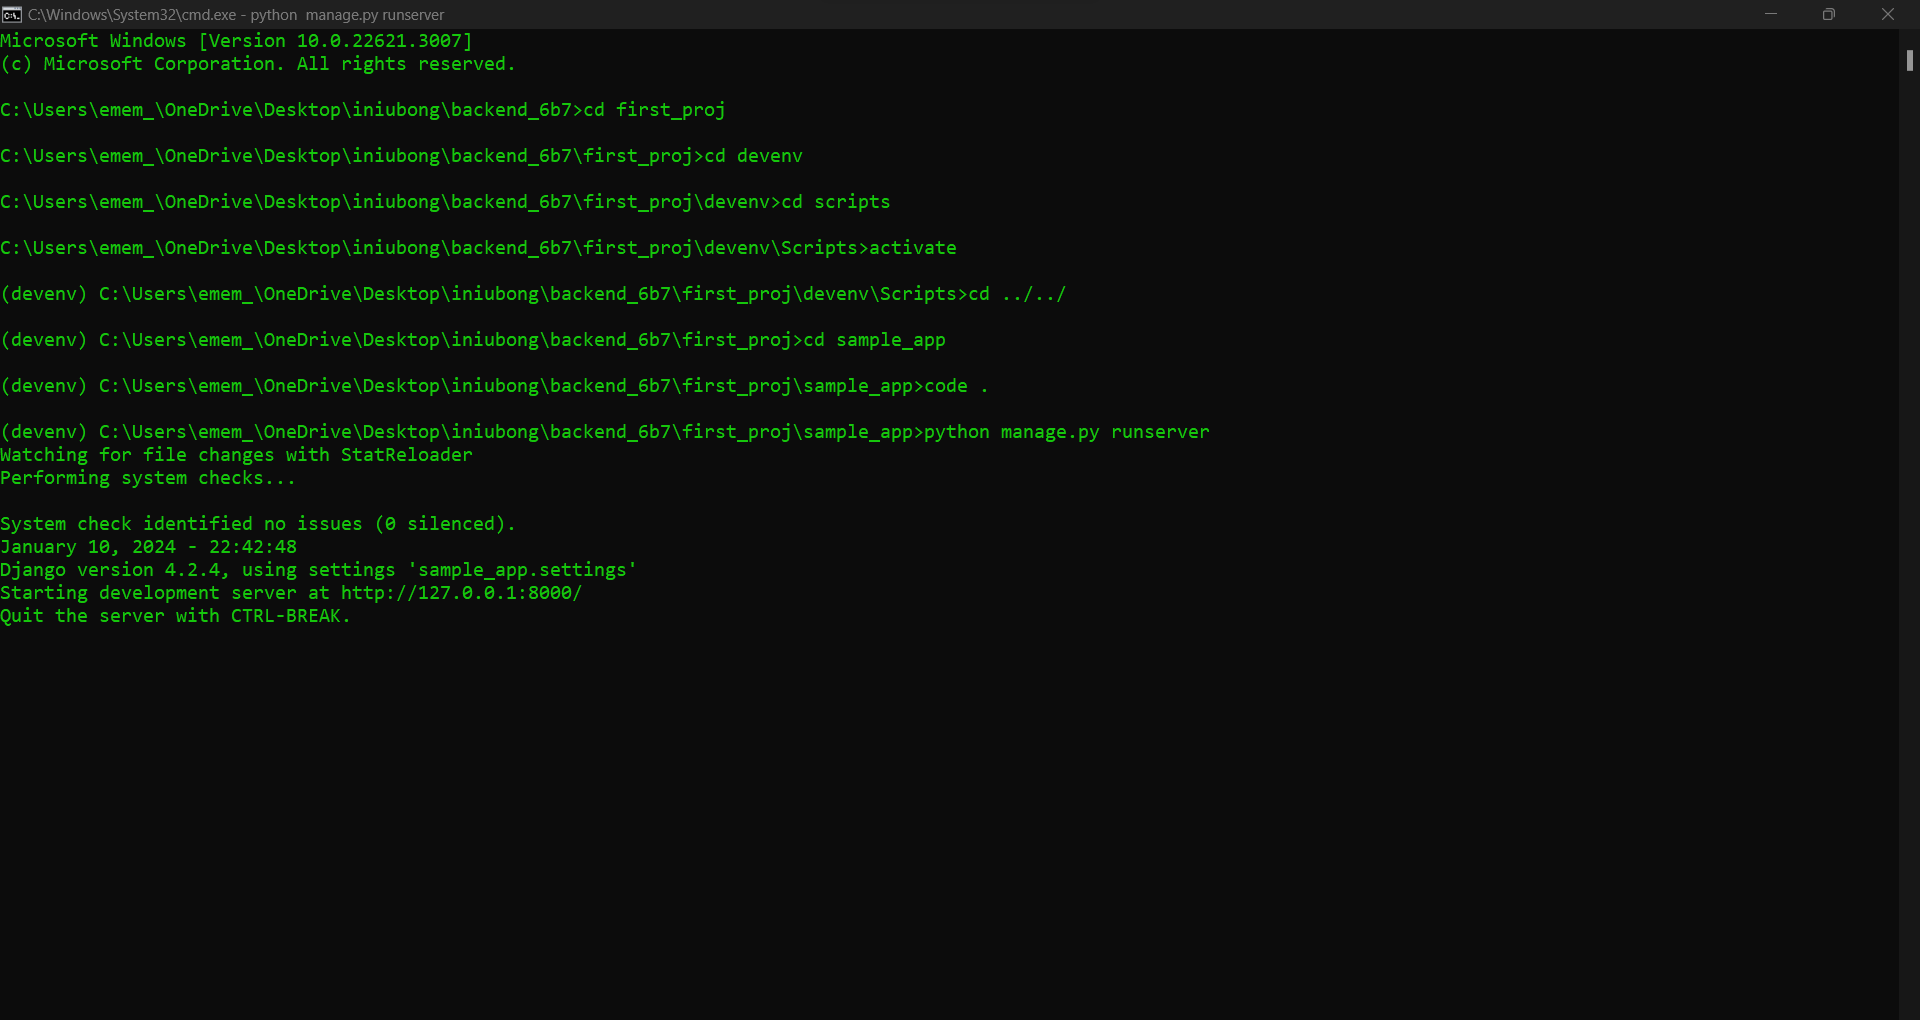 C:\Windows\System32\cmd.exe - python  manage.py runserver
Microsoft Windows [Version 10.0.22621.3007]
(c) Microsoft Corporation. All rights reserved.
C:\Users\emem_\OneDrive\Desktop\iniubong\backend_6b7>cd first_proj
C:\Users\emem_\OneDrive\Desktop\iniubong\backend_6b7\first_proj>cd devenv
C:\Users\emem_\OneDrive\Desktop\iniubong\backend_6b7\first_proj\devenv>cd scripts
C:\Users\emem_\OneDrive\Desktop\iniubong\backend_6b7\first_proj\devenv\Scripts>activate
(devenv) C:\Users\emem_\OneDrive\Desktop\iniubong\backend_6b7\first_proj\devenv\Scripts>cd ../../
(devenv) C:\Users\emem_\OneDrive\Desktop\iniubong\backend_6b7\first_proj>cd sample_app
(devenv) C:\Users\emem_\OneDrive\Desktop\iniubong\backend_6b7\first_proj\sample_app>code .
(devenv) C:\Users\emem_\OneDrive\Desktop\iniubong\backend_6b7\first_proj\sample_app>python manage.py runserver
Watching for file changes with StatReloader
Performing system checks...
System check identified no issues (0 silenced).
January 10, 2024 - 22:42:48
Django version 4.2.4, using settings 'sample_app.settings'
Starting development server at http://127.0.0.1:8000/
Quit the server with CTRL-BREAK.